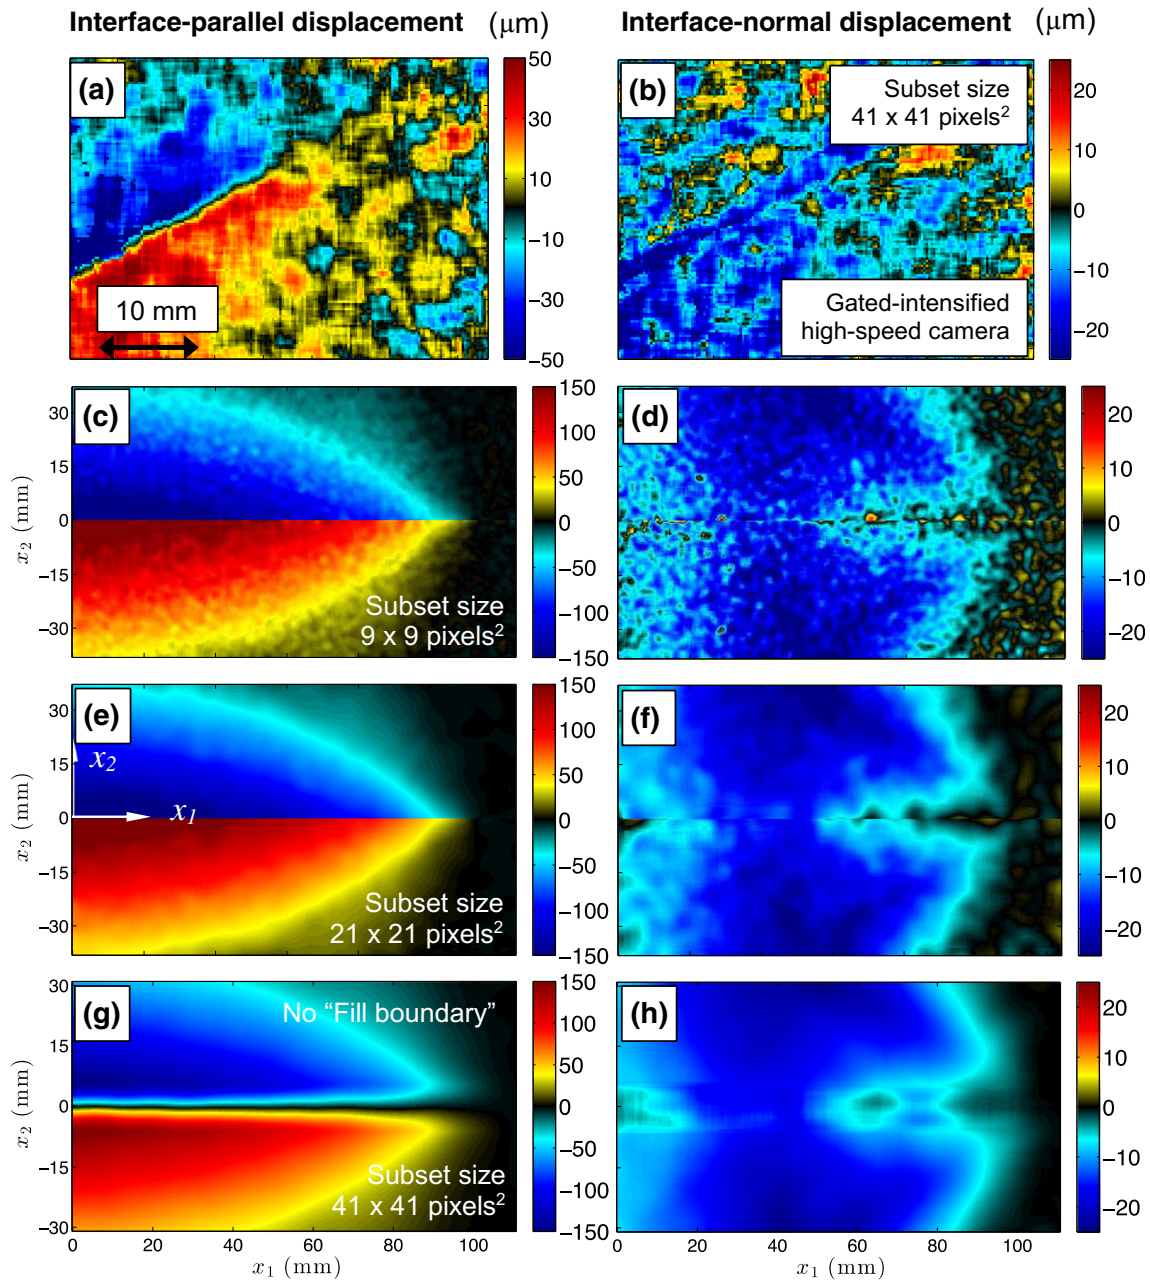 Interface-parallel displacement (μm)
Interface-normal displacement (μm)
(a)
10 mm
50
30
10
−10
−30
−50
(b)
Subset size
41 x 41 pixels²
Gated-intensified
high-speed camera
20
10
0
−10
−20
(c)
Subset size
9 x 9 pixels²
x₂ (mm)
30
15
0
−15
−30
150
100
50
0
−50
−100
−150
(d)
20
10
0
−10
−20
(e)
x₂
x₁
Subset size
21 x 21 pixels²
x₂ (mm)
30
15
0
−15
−30
150
100
50
0
−50
−100
−150
(f)
20
10
0
−10
−20
(g)
No “Fill boundary”
Subset size
41 x 41 pixels²
x₂ (mm)
30
15
0
−15
−30
150
100
50
0
−50
−100
−150
(h)
20
10
0
−10
−20
0 20 40 60 80 100
x₁ (mm)
0 20 40 60 80 100
x₁ (mm)